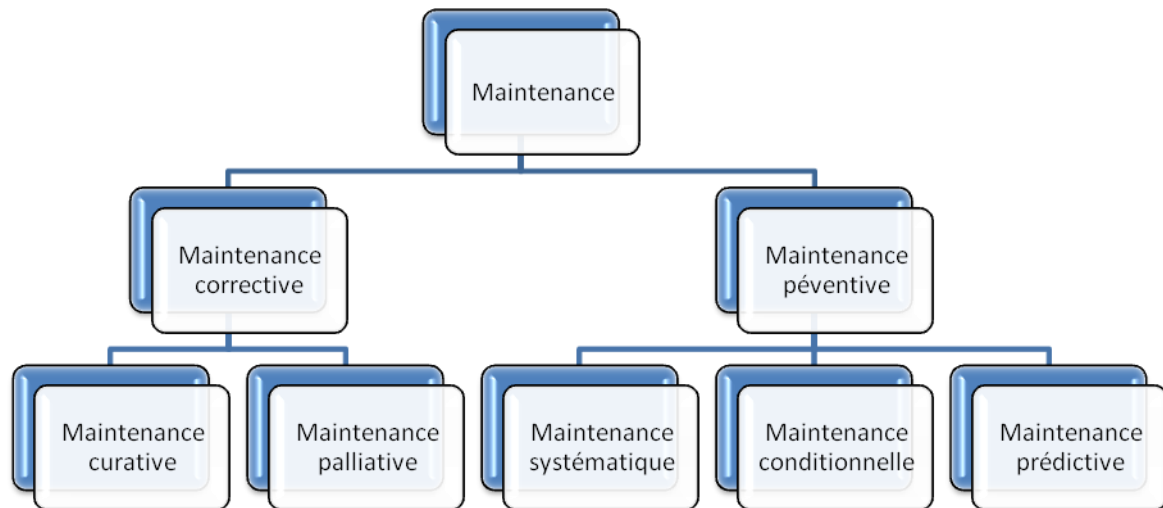 Maintenance
Maintenance
corrective
Maintenance
péventive
Maintenance
curative
Maintenance
palliative
Maintenance
systématique
Maintenance
conditionnelle
Maintenance
prédictive